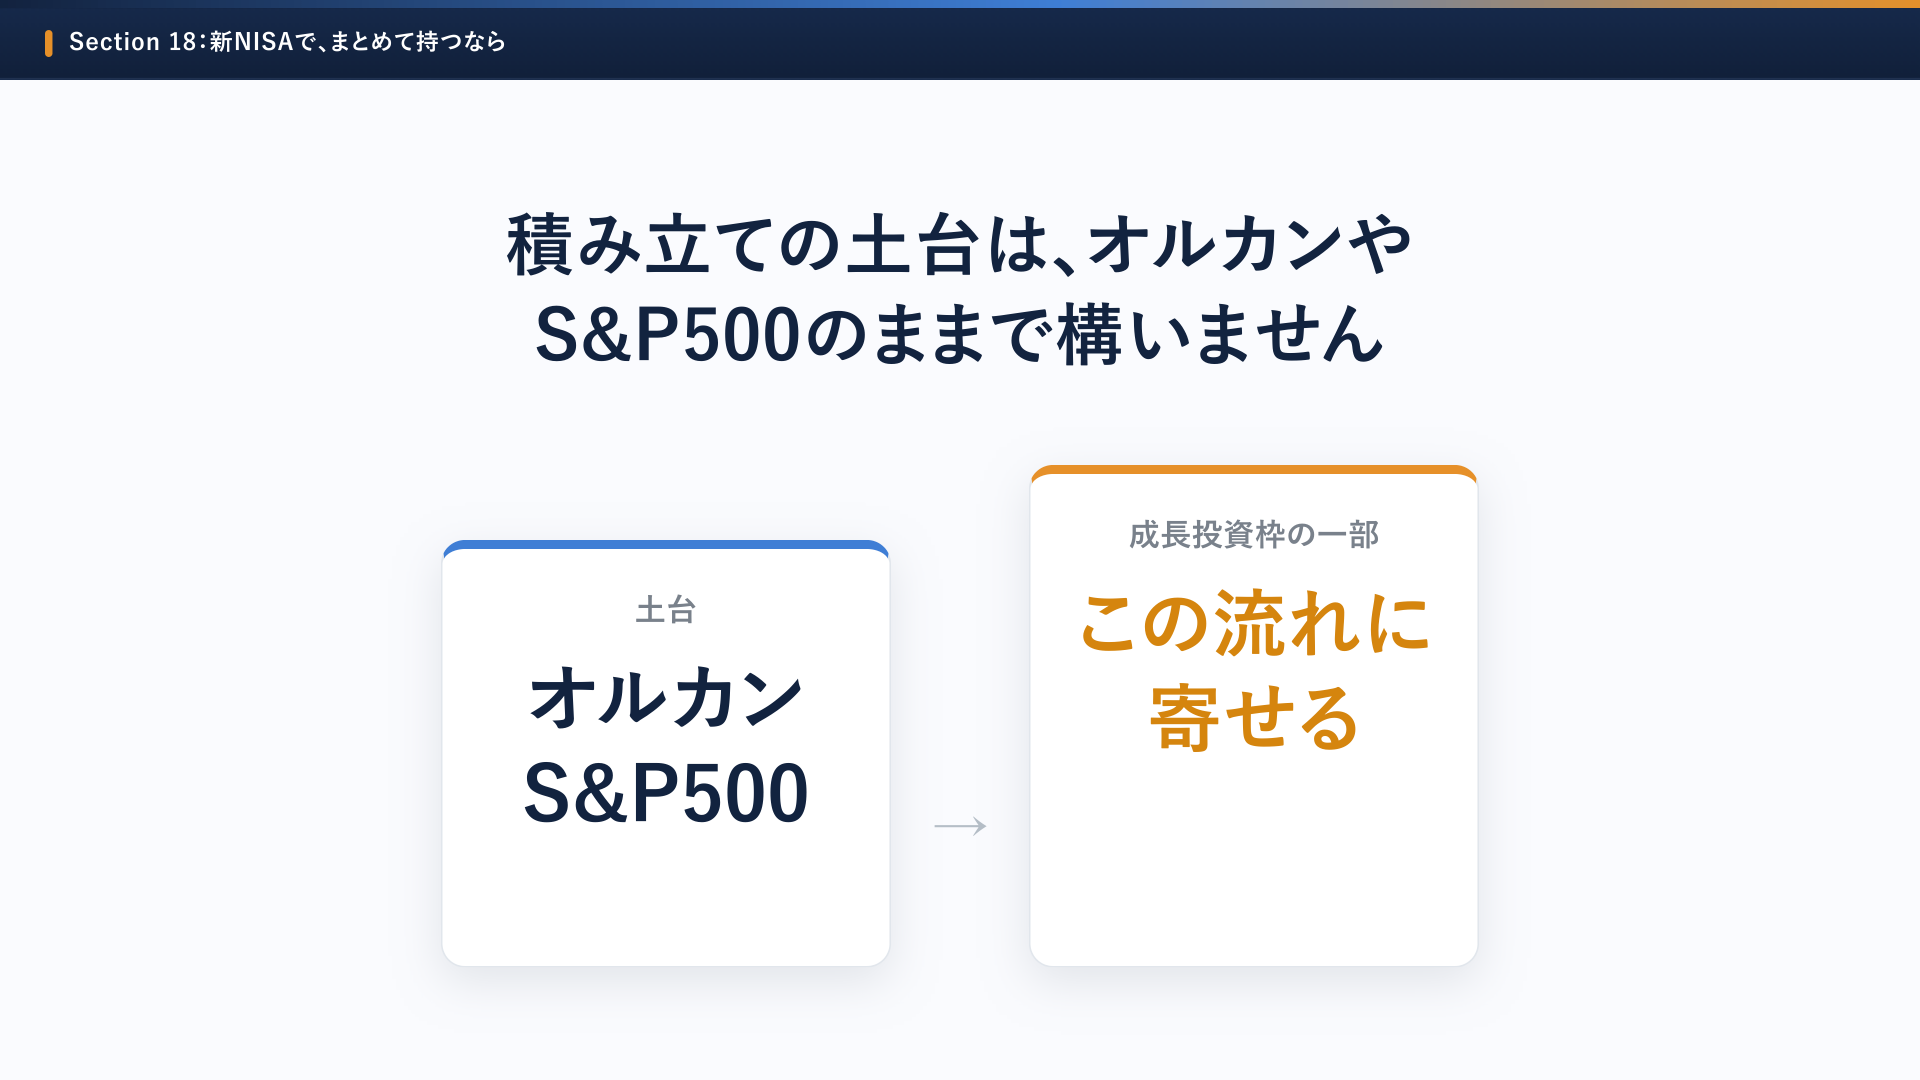 Section 18：新NISAで、まとめて持つなら
積み立ての土台は、オルカンや
S&P500のままで構いません
土台
オルカン
S&P500
→
成長投資枠の一部
この流れに
寄せる